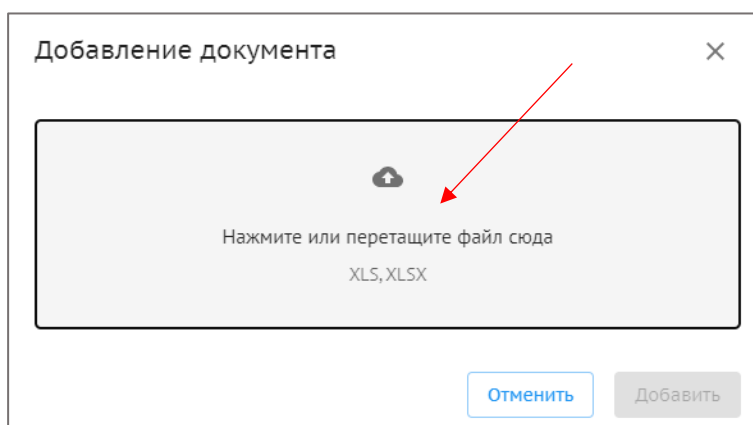 Добавление документа
Нажмите или перетащите файл сюда
XLS, XLSX
Отменить
Добавить